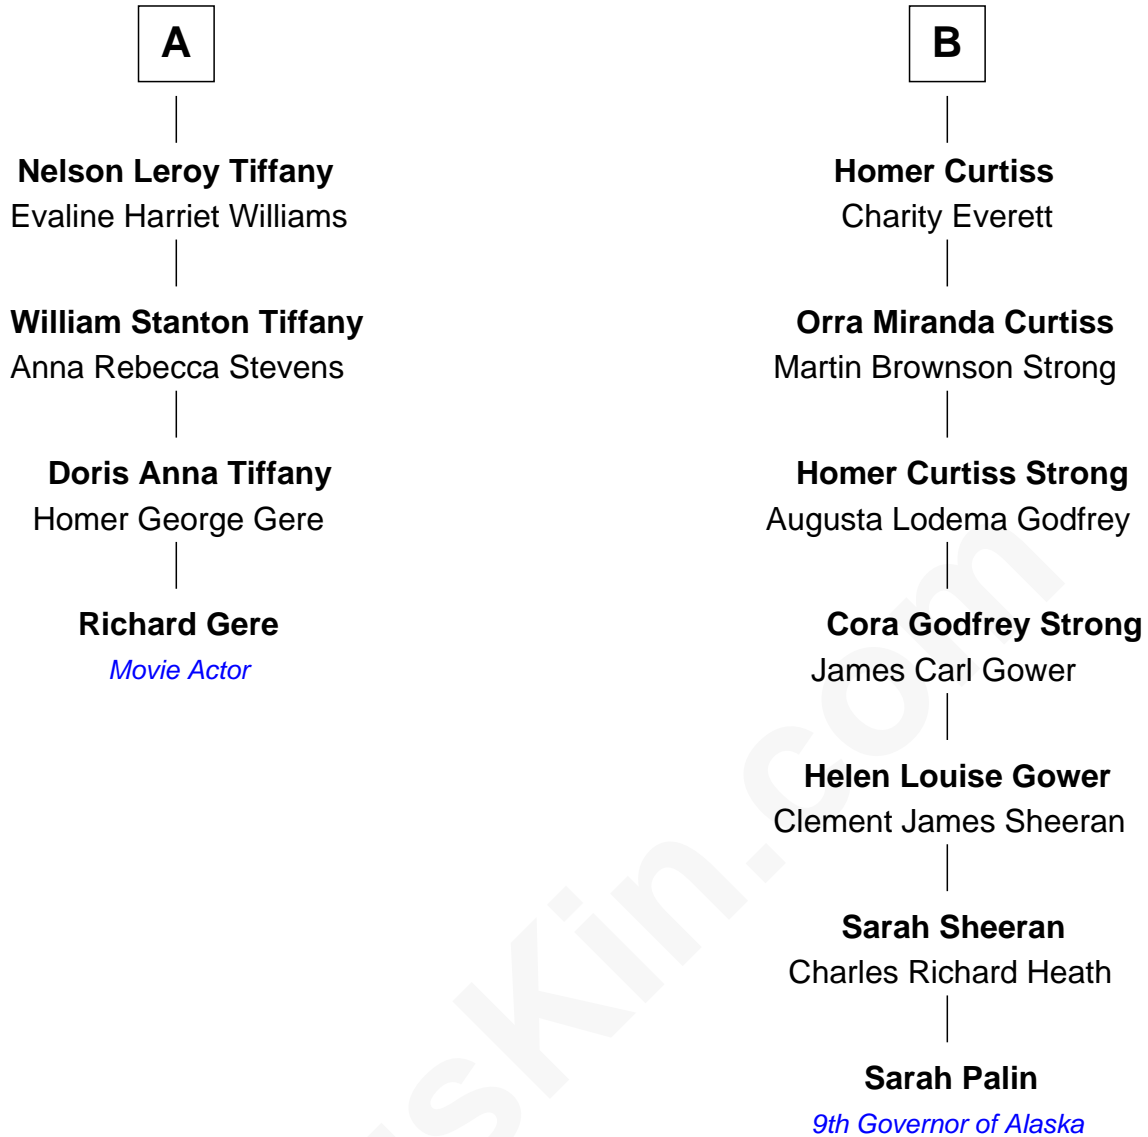 A
Nelson Leroy Tiffany
Evaline Harriet Williams
William Stanton Tiffany
Anna Rebecca Stevens
Doris Anna Tiffany
Homer George Gere
Richard Gere
Movie Actor
B
Homer Curtiss
Charity Everett
Orra Miranda Curtiss
Martin Brownson Strong
Homer Curtiss Strong
Augusta Lodema Godfrey
Cora Godfrey Strong
James Carl Gower
Helen Louise Gower
Clement James Sheeran
Sarah Sheeran
Charles Richard Heath
Sarah Palin
9th Governor of Alaska
sKin.com